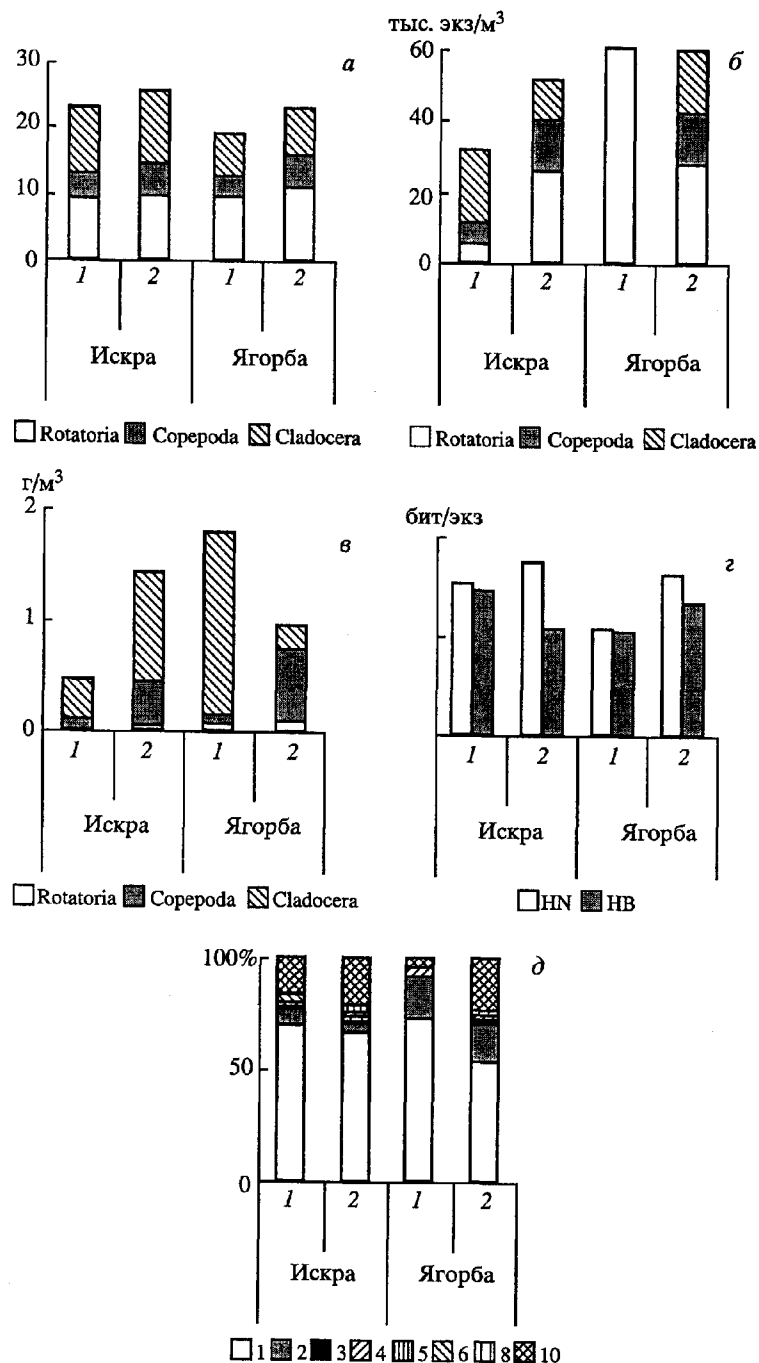 тыс. экз/м³
30
20
10
0
а
1 2 1 2
Искра Ягорба
Rotatoria Copepoda Cladocera
60
40
20
0
б
1 2 1 2
Искра Ягорба
Rotatoria Copepoda Cladocera
г/м³
2
1
0
в
1 2 1 2
Искра Ягорба
Rotatoria Copepoda Cladocera
бит/экз
г
1 2 1 2
Искра Ягорба
HN HB
100%
50
0
д
1 2 1 2
Искра Ягорба
1 2 3 4 5 6 8 10